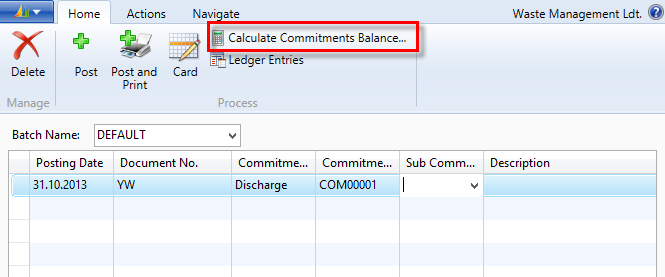 Home Actions Navigate Waste Management Ldt.
Delete
Post
Post and
Print
Card
Calculate Commitments Balance...
Ledger Entries
Manage
Process
Batch Name: DEFAULT
Posting Date Document No. Commitme... Commitme... Sub Comm... Description
31.10.2013 YW Discharge COM00001